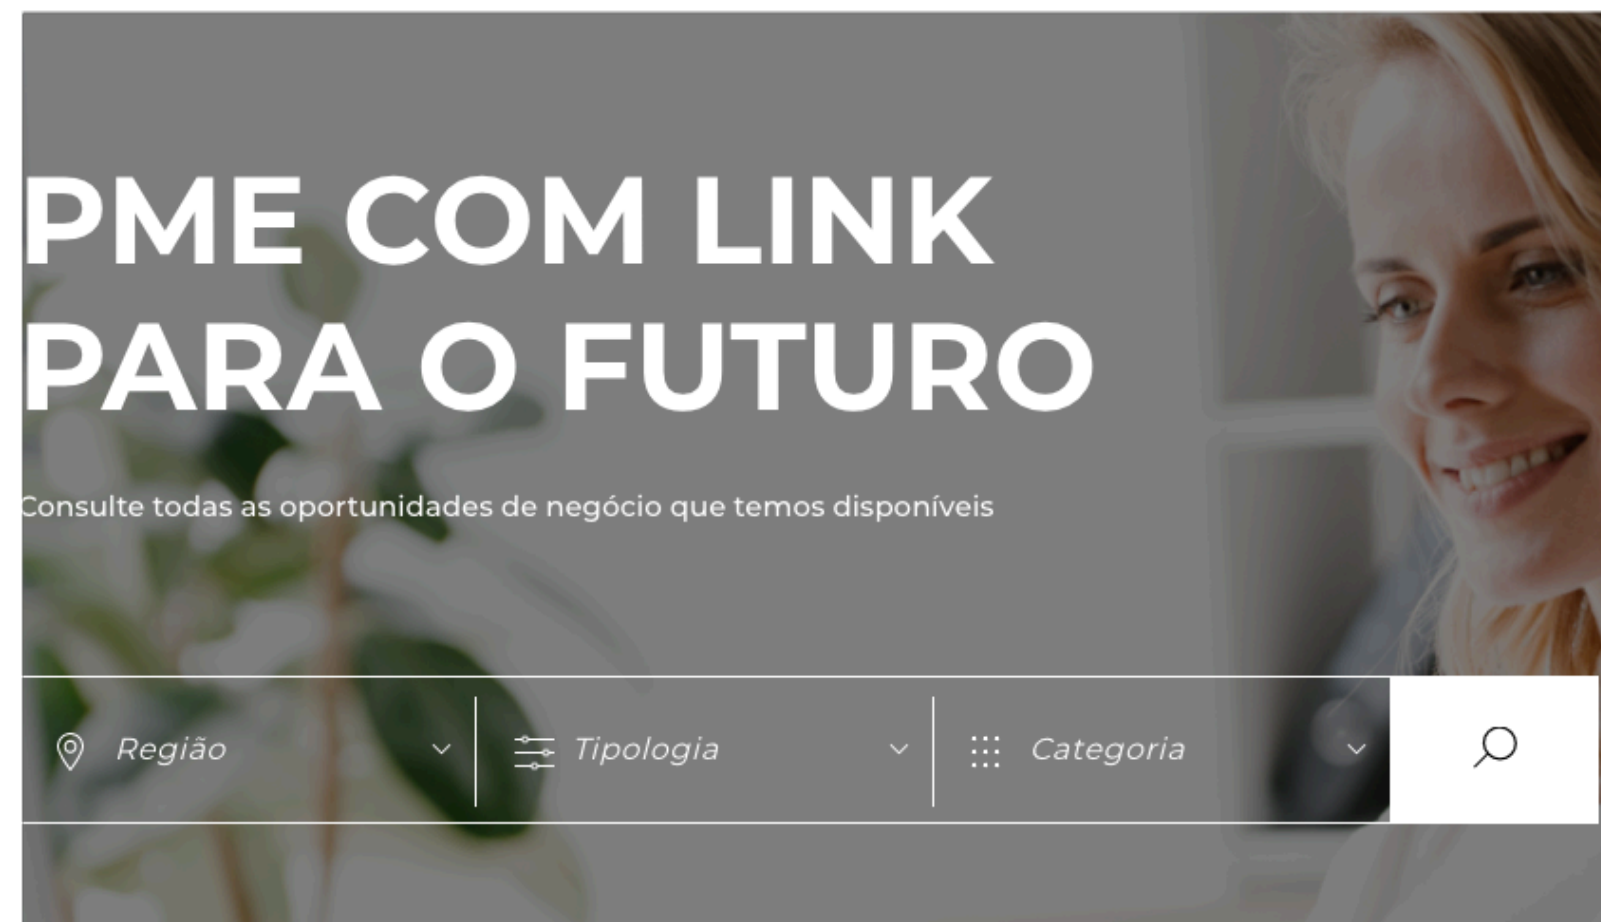 PME COM LINK
PARA O FUTURO
Consulte todas as oportunidades de negócio que temos disponíveis
Região
Tipologia
Categoria